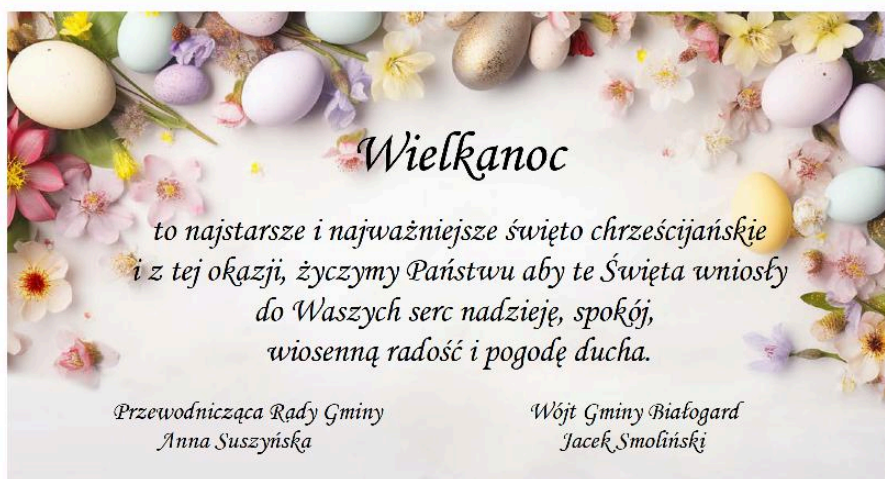 Wielkanoc
to najstarsze i najważniejsze święto chrześcijańskie
i z tej okazji, życzymy Państwu aby te Święta wniosły
do Waszych serc nadzieję, spokój,
wiosenną radość i pogodę ducha.
Przewodnicząca Rady Gminy
Anna Suszyńska
Wójt Gminy Białogard
Jacek Smoliński